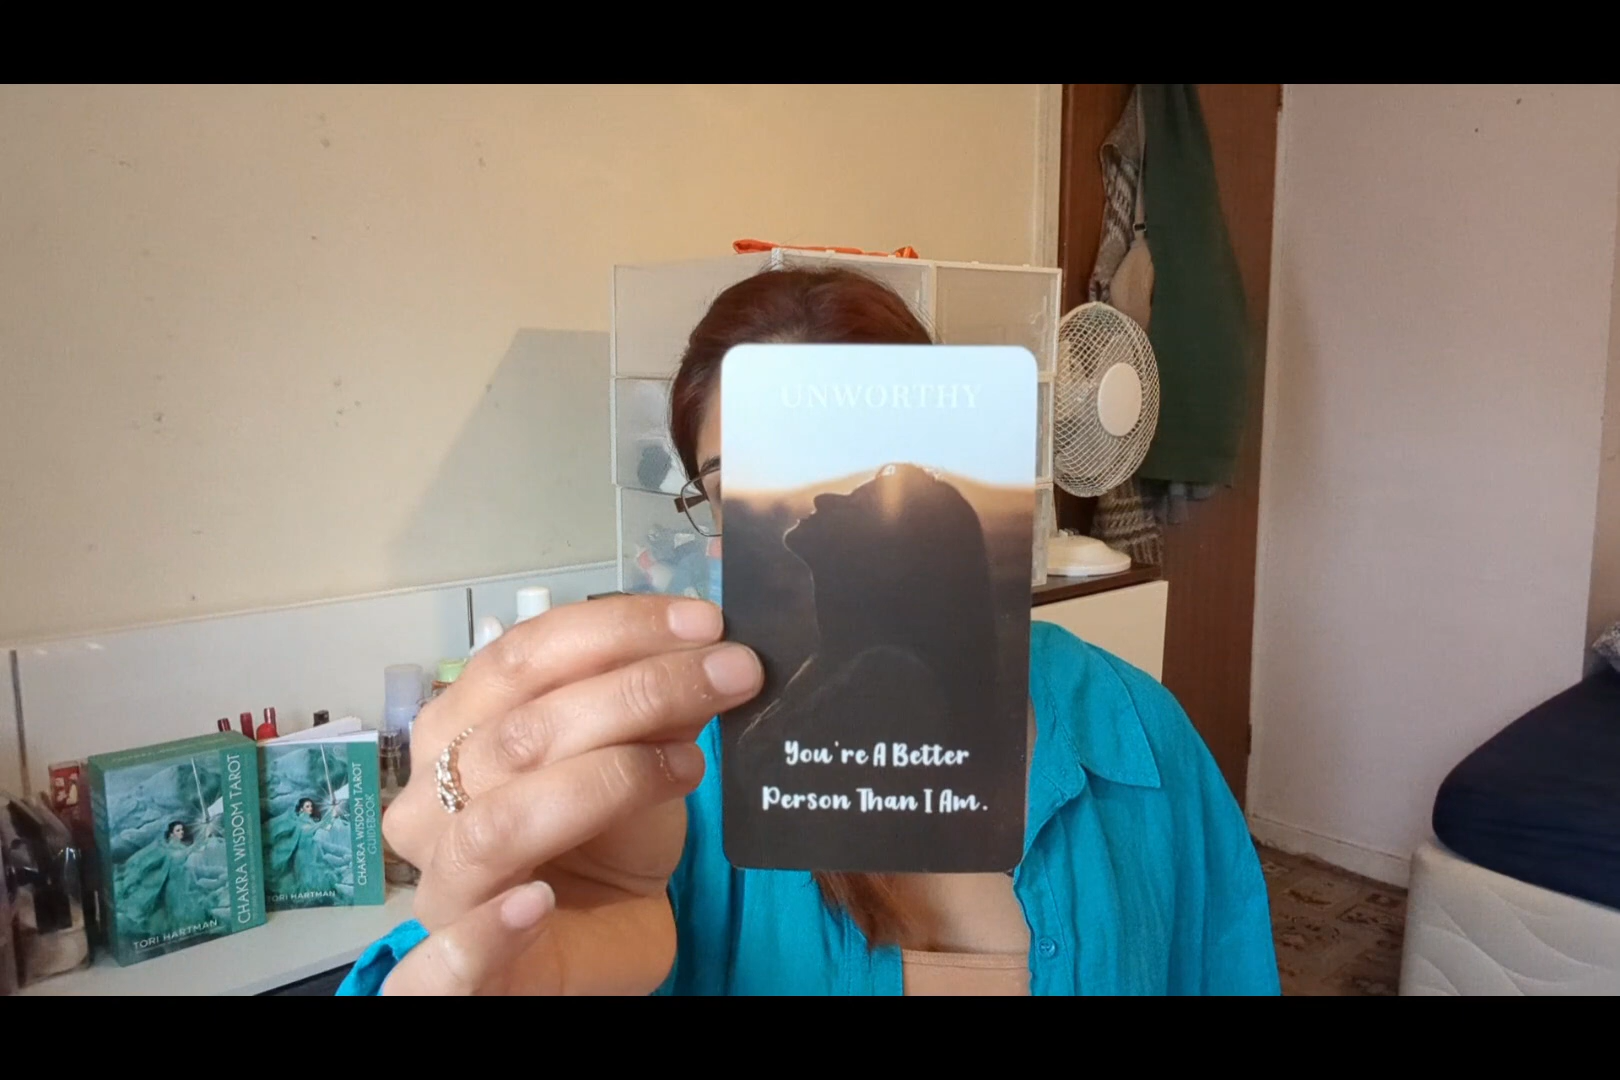 UNWORTHY
You're A Better
Person Than I Am.
CHAKRA WISDOM TAROT
TORI HARTMAN
CHAKRA WISDOM TAROT
GUIDEBOOK
TORI HARTMAN